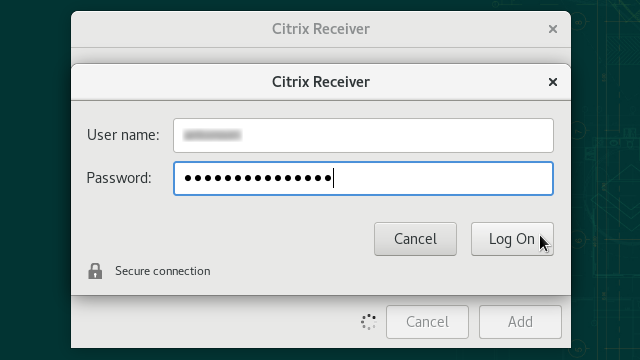 Citrix Receiver
Citrix Receiver
User name:
Password: •••••••••••••••
Cancel Log On
Secure connection
Cancel Add